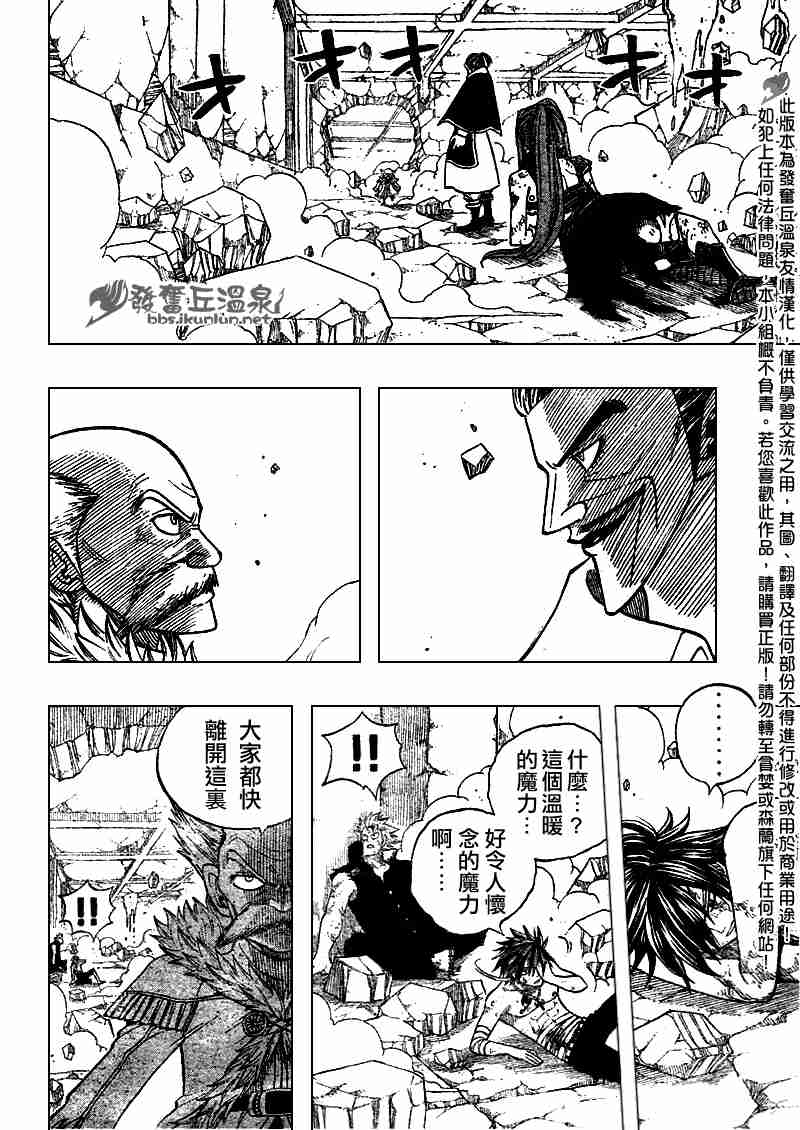 オオオオ
此版本為發奮丘溫泉友情漢化,僅供學習交流之用,其圖、翻譯及任何部份不得進行修改或用於商業用途!
如犯上任何法律問題,本小組概不負責。若您喜歡此作品,請購買正版!請勿轉至貪婪或森蘭旗下任何網站!
發奮丘溫泉
bbs.ikunlun.net
………
什麼…?
這個溫暖
的魔力…
好令人懷
念的魔力
啊……
!!
大家都快
離開這裏
!!